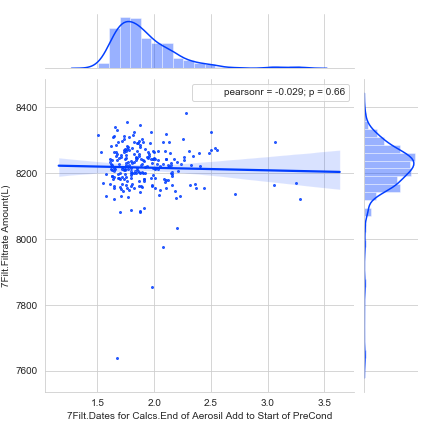 pearsonr = -0.029; p = 0.66
8400
8200
8000
7800
7600
7Filt.Filtrate Amount(L)
1.5 2.0 2.5 3.0 3.5
7Filt.Dates for Calcs.End of Aerosil Add to Start of PreCond